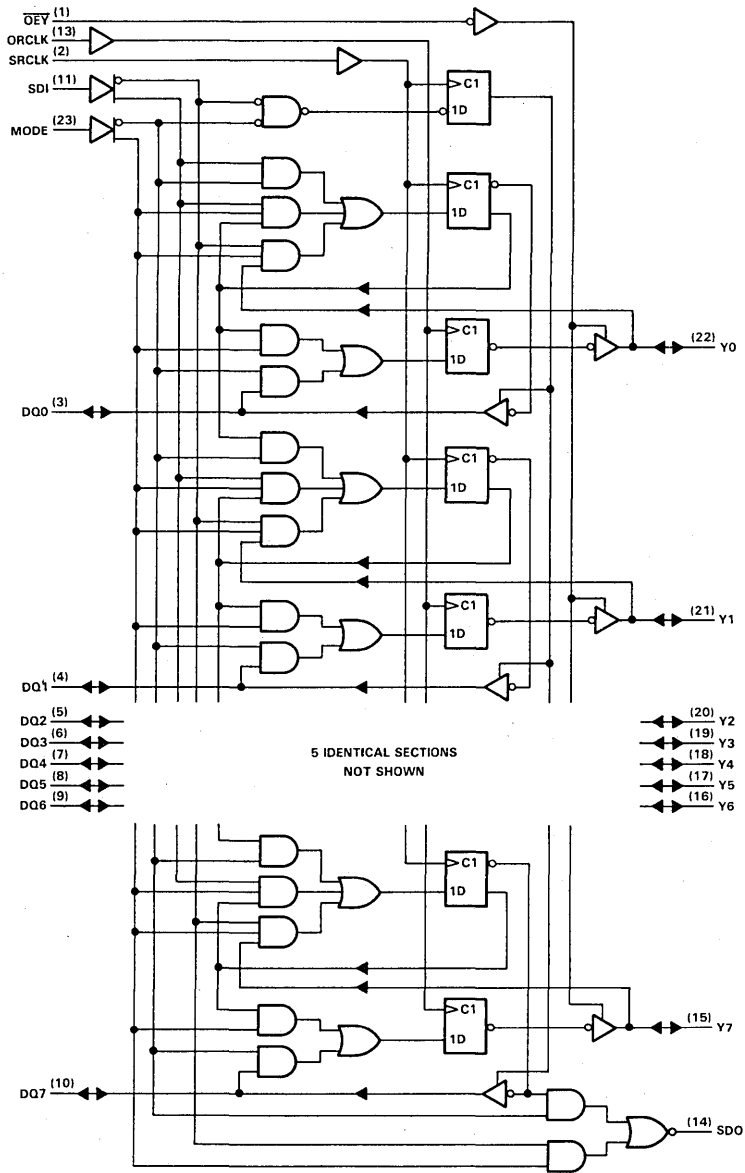 OEY (1)
ORCLK (13)
SRCLK (2)
SDI (11)
MODE (23)
C1
1D
C1
1D
C1
1D
(22) Y0
DQ0 (3)
C1
1D
C1
1D
(21) Y1
DQ1 (4)
DQ2 (5)
DQ3 (6)
DQ4 (7)
DQ5 (8)
DQ6 (9)
5 IDENTICAL SECTIONS
NOT SHOWN
(20) Y2
(19) Y3
(18) Y4
(17) Y5
(16) Y6
C1
1D
C1
1D
(15) Y7
DQ7 (10)
(14) SDO